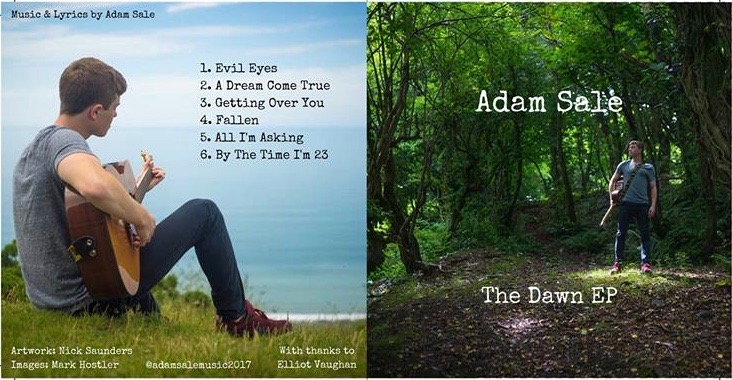 Music & Lyrics by Adam Sale
1. Evil Eyes
2. A Dream Come True
3. Getting Over You
4. Fallen
5. All I'm Asking
6. By The Time I'm 23
Artwork: Nick Saunders
Images: Mark Hostler
@adamsalemusic2017
With thanks to
Elliot Vaughan
Adam Sale
The Dawn EP